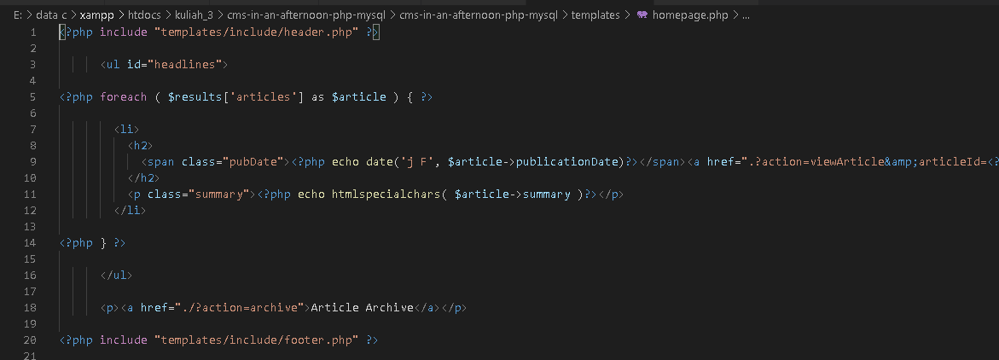 E: > data c > xampp > htdocs > kuliah_3 > cms-in-an-afternoon-php-mysql > cms-in-an-afternoon-php-mysql > templates > homepage.php > ...
1 <?php include "templates/include/header.php" ?>
2
3 <ul id="headlines">
4
5 <?php foreach ( $results['articles'] as $article ) { ?>
6
7 <li>
8 <h2>
9 <span class="pubDate"><?php echo date('j F', $article->publicationDate)?></span><a href=".?action=viewArticle&amp;articleId=<?
10 </h2>
11 <p class="summary"><?php echo htmlspecialchars( $article->summary )?></p>
12 </li>
13
14 <?php } ?>
15
16 </ul>
17
18 <p><a href="./?action=archive">Article Archive</a></p>
19
20 <?php include "templates/include/footer.php" ?>
21